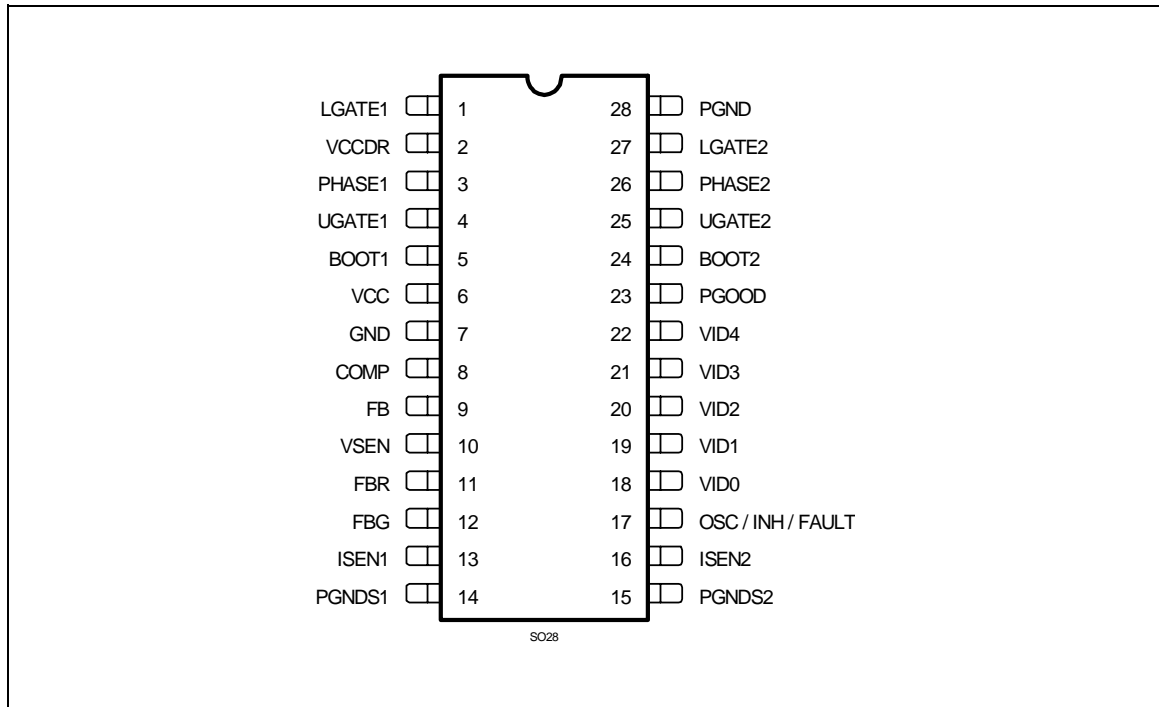 LGATE1 1 28 PGND
VCCDR 2 27 LGATE2
PHASE1 3 26 PHASE2
UGATE1 4 25 UGATE2
BOOT1 5 24 BOOT2
VCC 6 23 PGOOD
GND 7 22 VID4
COMP 8 21 VID3
FB 9 20 VID2
VSEN 10 19 VID1
FBR 11 18 VID0
FBG 12 17 OSC / INH / FAULT
ISEN1 13 16 ISEN2
PGNDS1 14 15 PGNDS2
SO28